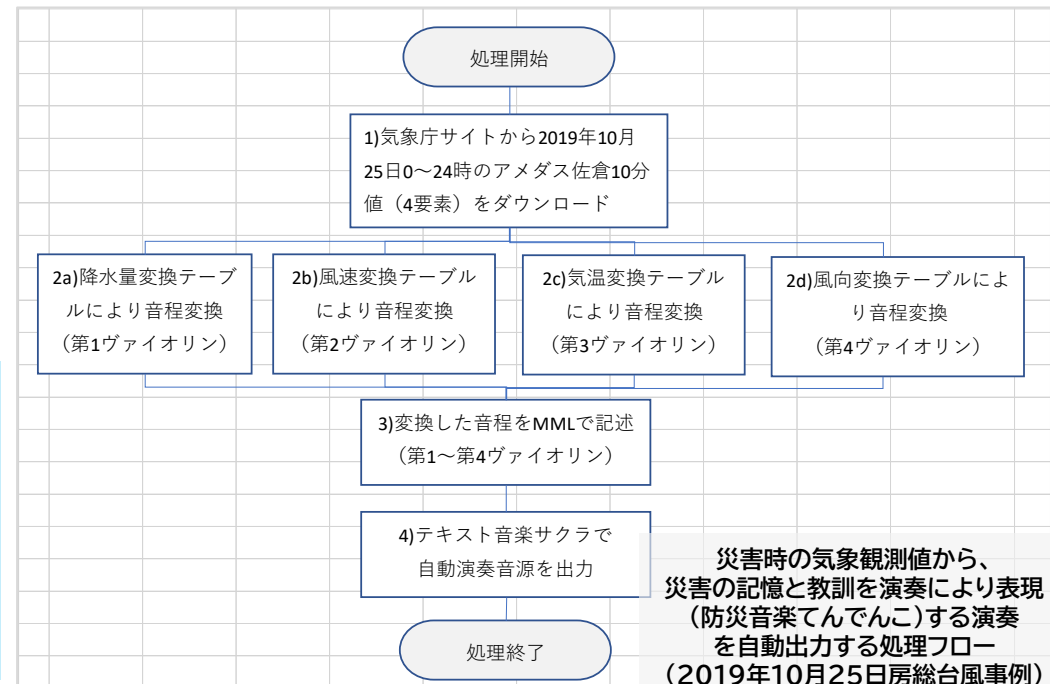 処理開始
1)気象庁サイトから2019年10月
25日0～24時のアメダス佐倉10分
値（4要素）をダウンロード
2a)降水量変換テーブ
ルにより音程変換
（第1ヴァイオリン）
2b)風速変換テーブル
により音程変換
（第2ヴァイオリン）
2c)気温変換テーブル
により音程変換
（第3ヴァイオリン）
2d)風向変換テーブルによ
り音程変換
（第4ヴァイオリン）
3)変換した音程をMMLで記述
（第1～第4ヴァイオリン）
4)テキスト音楽サクラで
自動演奏音源を出力
処理終了
災害時の気象観測値から、
災害の記憶と教訓を演奏により表現
（防災音楽てんでんこ）する演奏
を自動出力する処理フロー
（2019年10月25日房総台風事例）